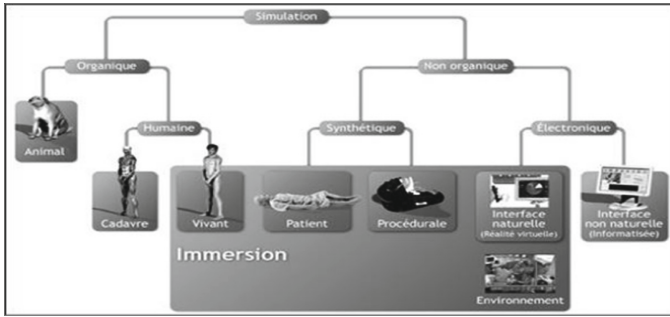 Simulation
Organique
Non organique
Animal
Humaine
Synthétique
Électronique
Cadavre
Vivant
Patient
Procédurale
Interface
naturelle
(Réalité virtuelle)
Interface
non naturelle
(Informatisée)
Immersion
Environnement